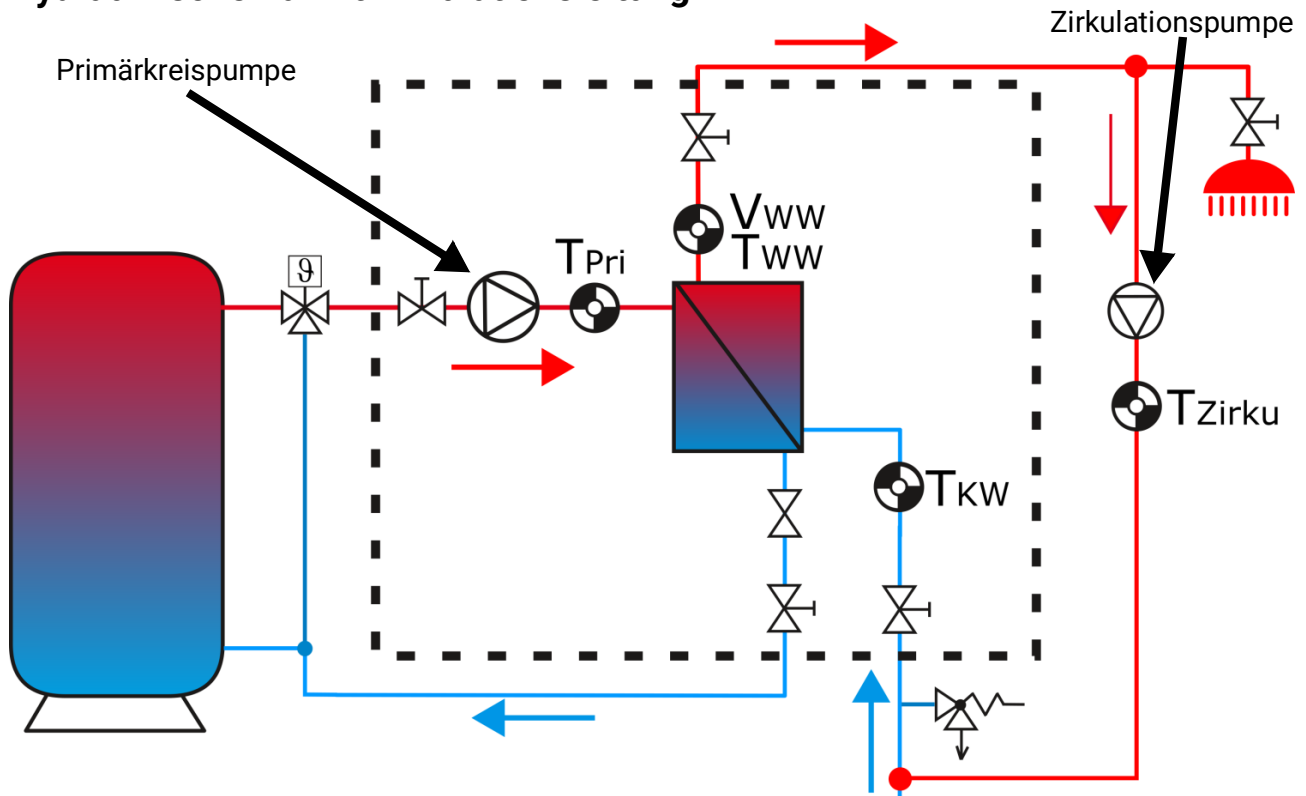 Zirkulationspumpe
Primärkreispumpe
VWW
TWW
ϑ
TPri
TZirku
TKW